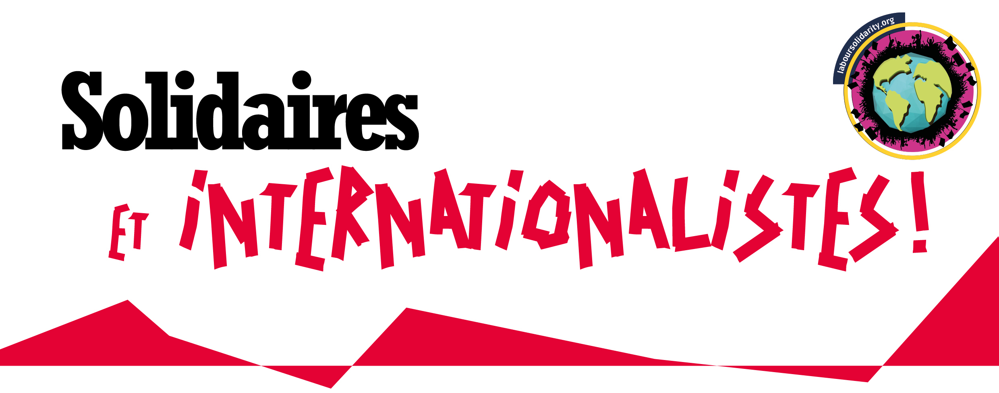 laboursolidarity.org
Solidaires
ET iNTERNATiONALiSTES!